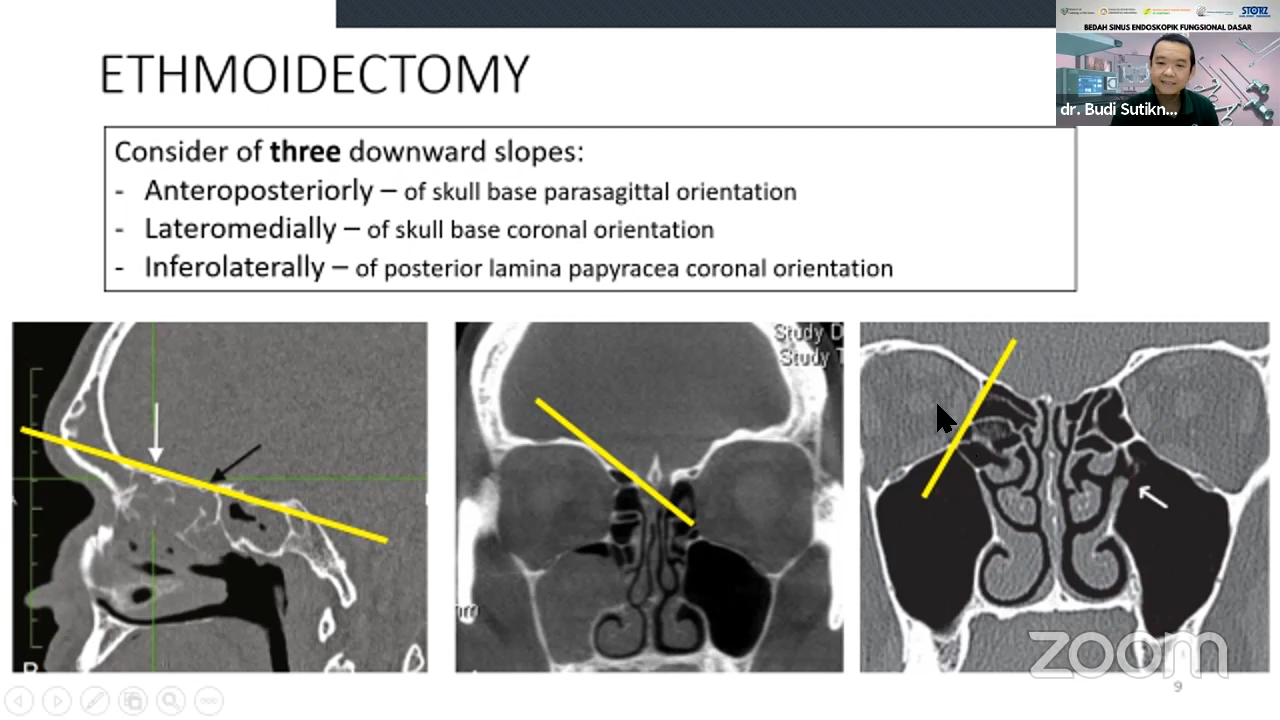 STORZ
BEDAH SINUS ENDOSKOPIK FUNGSIONAL DASAR
dr. Budi Sutikn...
ETHMOIDECTOMY
Consider of three downward slopes:
- Anteroposteriorly – of skull base parasagittal orientation
- Lateromedially – of skull base coronal orientation
- Inferolaterally – of posterior lamina papyracea coronal orientation
Study D
Study T
zoom
9